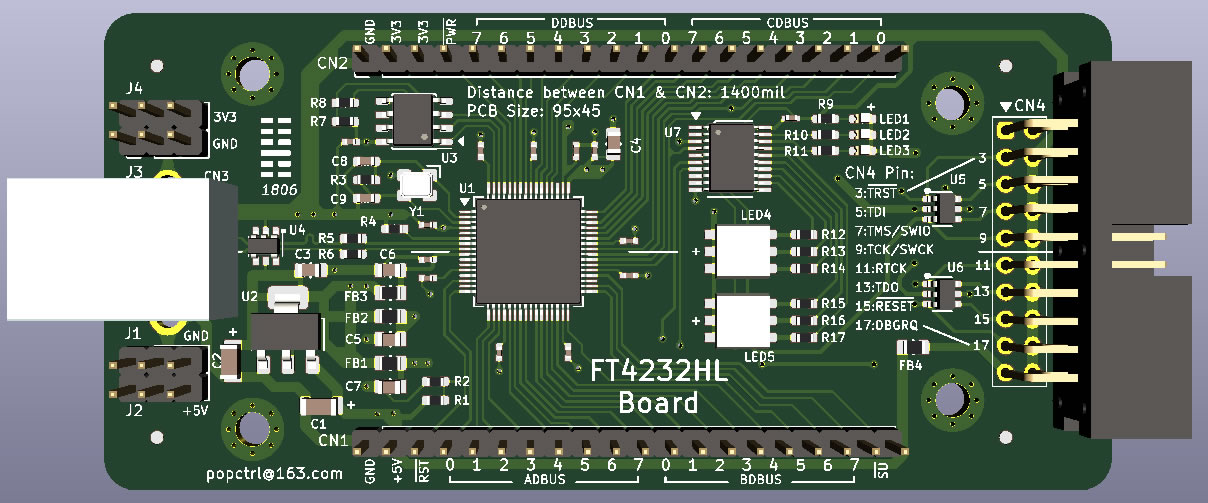 DDBUS CDBUS
GND 3V3 3V3 PWR 7 6 5 4 3 2 1 0 7 6 5 4 3 2 1 0
CN2
J4
3V3
GND
J3
CN3
1806
R8
R7
U3
C8
R3
C9
Y1
Distance between CN1 & CN2: 1400mil
PCB Size: 95x45
C4
U7
R9 + LED1
R10 LED2
R11 LED3
CN4
CN4 Pin:
3:TRST
5:TDI
7:TMS/SWIO
9:TCK/SWCK
11:RTCK
13:TDO
15:RESET
17:DBGRQ
3
5
7
9
11
13
15
17
U5
U6
U1
R4
U4
R5
R6
C3
C6
U2
FB3
FB2
C5
FB1
C7
R2
R1
LED4
+
R12
R13
R14
+
R15
R16
R17
LED5
FB4
J1
GND
+
C2
J2
+5V
C1 +
FT4232HL
Board
CN1
popctrl@163.com
GND +5V RST 0 1 2 3 4 5 6 7 0 1 2 3 4 5 6 7 SU
ADBUS BDBUS